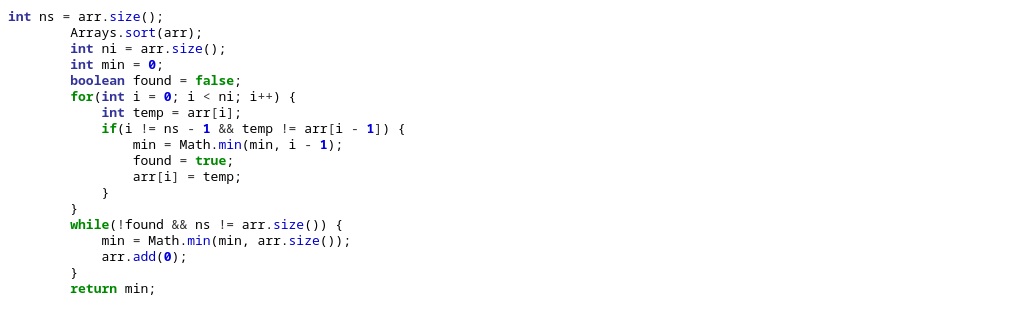 int ns = arr.size();
        Arrays.sort(arr);
        int ni = arr.size();
        int min = 0;
        boolean found = false;
        for(int i = 0; i < ni; i++) {
            int temp = arr[i];
            if(i != ns - 1 && temp != arr[i - 1]) {
                min = Math.min(min, i - 1);
                found = true;
                arr[i] = temp;
            }
        }
        while(!found && ns != arr.size()) {
            min = Math.min(min, arr.size());
            arr.add(0);
        }
        return min;